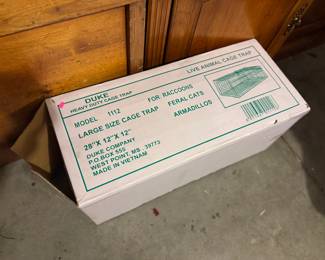 DUKE
HEAVY DUTY CAGE TRAP
LIVE ANIMAL CAGE TRAP
MODEL 1112 FOR RACCOONS
LARGE SIZE CAGE TRAP FERAL CATS
28" X 12" X 12" ARMADILLOS
DUKE COMPANY
P.O.BOX 555
WEST POINT, MS. 39773
MADE IN VIETNAM